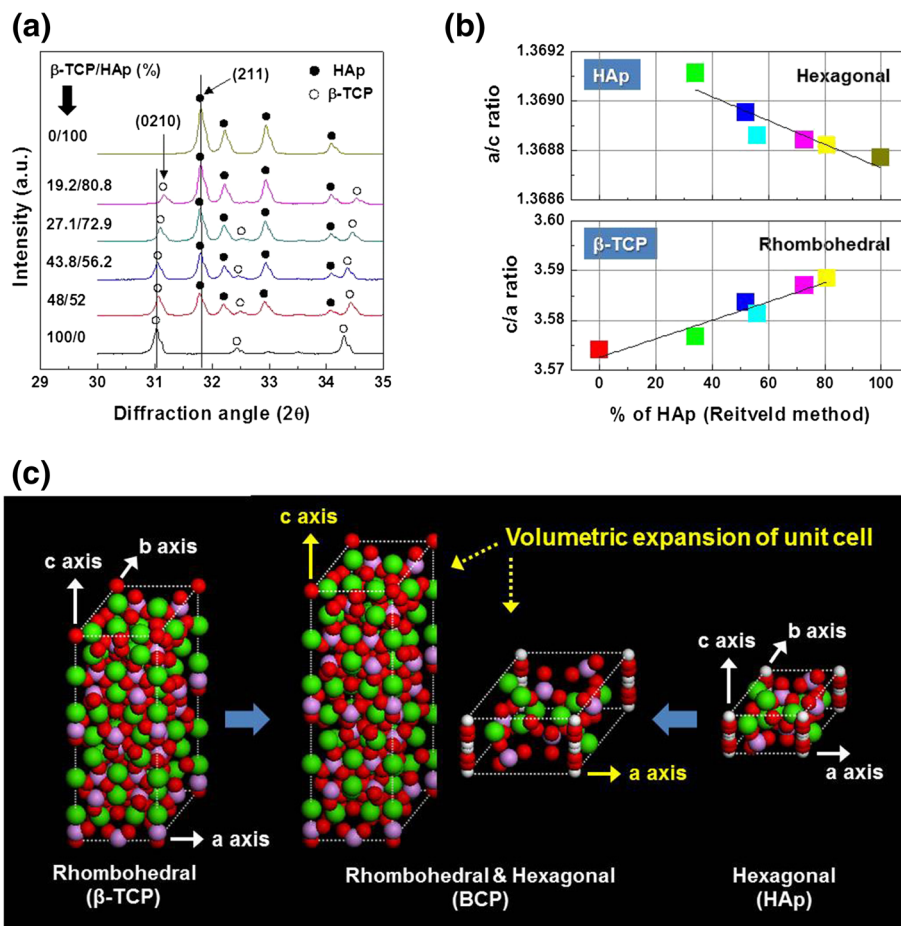 (a)
β-TCP/HAp (%)
(211)
● HAp
○ β-TCP
(0210)
0/100
19.2/80.8
27.1/72.9
43.8/56.2
48/52
100/0
Intensity (a.u.)
29 30 31 32 33 34 35
Diffraction angle (2θ)
(b)
1.3692
1.3690
1.3688
1.3686
a/c ratio
HAp
Hexagonal
3.60
3.59
3.58
3.57
c/a ratio
β-TCP
Rhombohedral
0 20 40 60 80 100
% of HAp (Reitveld method)
(c)
c axis
b axis
a axis
Rhombohedral
(β-TCP)
c axis
Volumetric expansion of unit cell
a axis
Rhombohedral & Hexagonal
(BCP)
c axis
b axis
a axis
Hexagonal
(HAp)